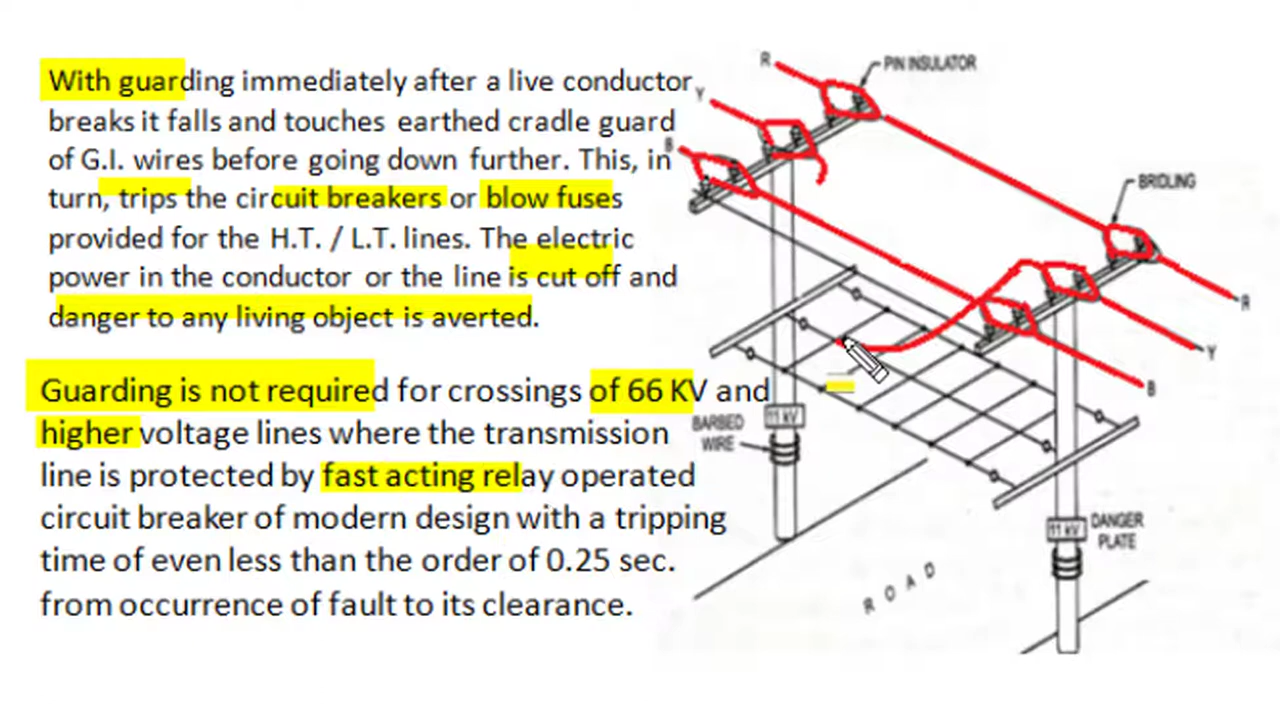 With guarding immediately after a live conductor
breaks it falls and touches earthed cradle guard
of G.I. wires before going down further. This, in
turn, trips the circuit breakers or blow fuses
provided for the H.T. / L.T. lines. The electric
power in the conductor or the line is cut off and
danger to any living object is averted.
Guarding is not required for crossings of 66 KV and
higher voltage lines where the transmission
line is protected by fast acting relay operated
circuit breaker of modern design with a tripping
time of even less than the order of 0.25 sec.
from occurrence of fault to its clearance.
R
PIN INSULATOR
Y
B
BRIDLING
R
Y
B
11 kV
BARBED
WIRE
11 kV
DANGER
PLATE
ROAD